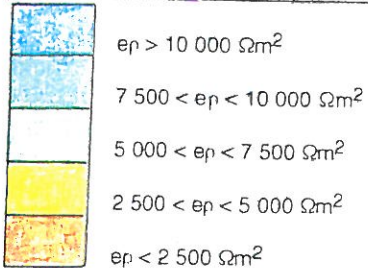 eρ > 10 000 Ωm²
7 500 < eρ < 10 000 Ωm²
5 000 < eρ < 7 500 Ωm²
2 500 < eρ < 5 000 Ωm²
eρ < 2 500 Ωm²